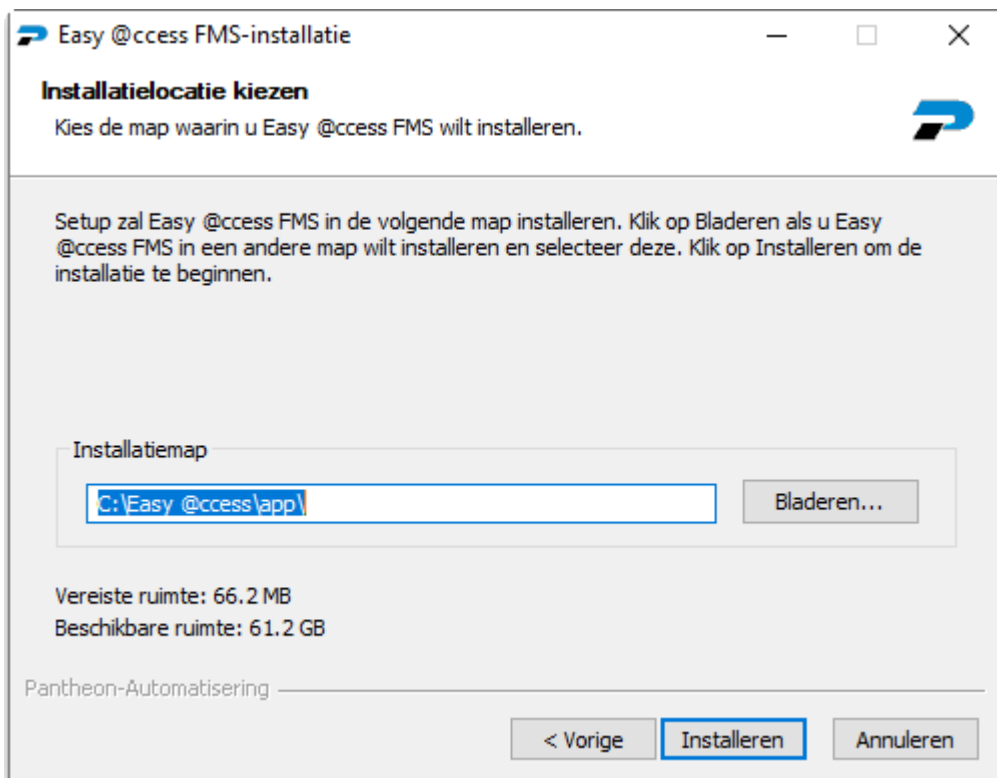 Easy @ccess FMS-installatie
Installatielocatie kiezen
Kies de map waarin u Easy @ccess FMS wilt installeren.
Setup zal Easy @ccess FMS in de volgende map installeren. Klik op Bladeren als u Easy
@ccess FMS in een andere map wilt installeren en selecteer deze. Klik op Installeren om de
installatie te beginnen.
Installatiemap
C:\Easy @ccess\app\
Bladeren...
Vereiste ruimte: 66.2 MB
Beschikbare ruimte: 61.2 GB
Pantheon-Automatisering
< Vorige
Installeren
Annuleren